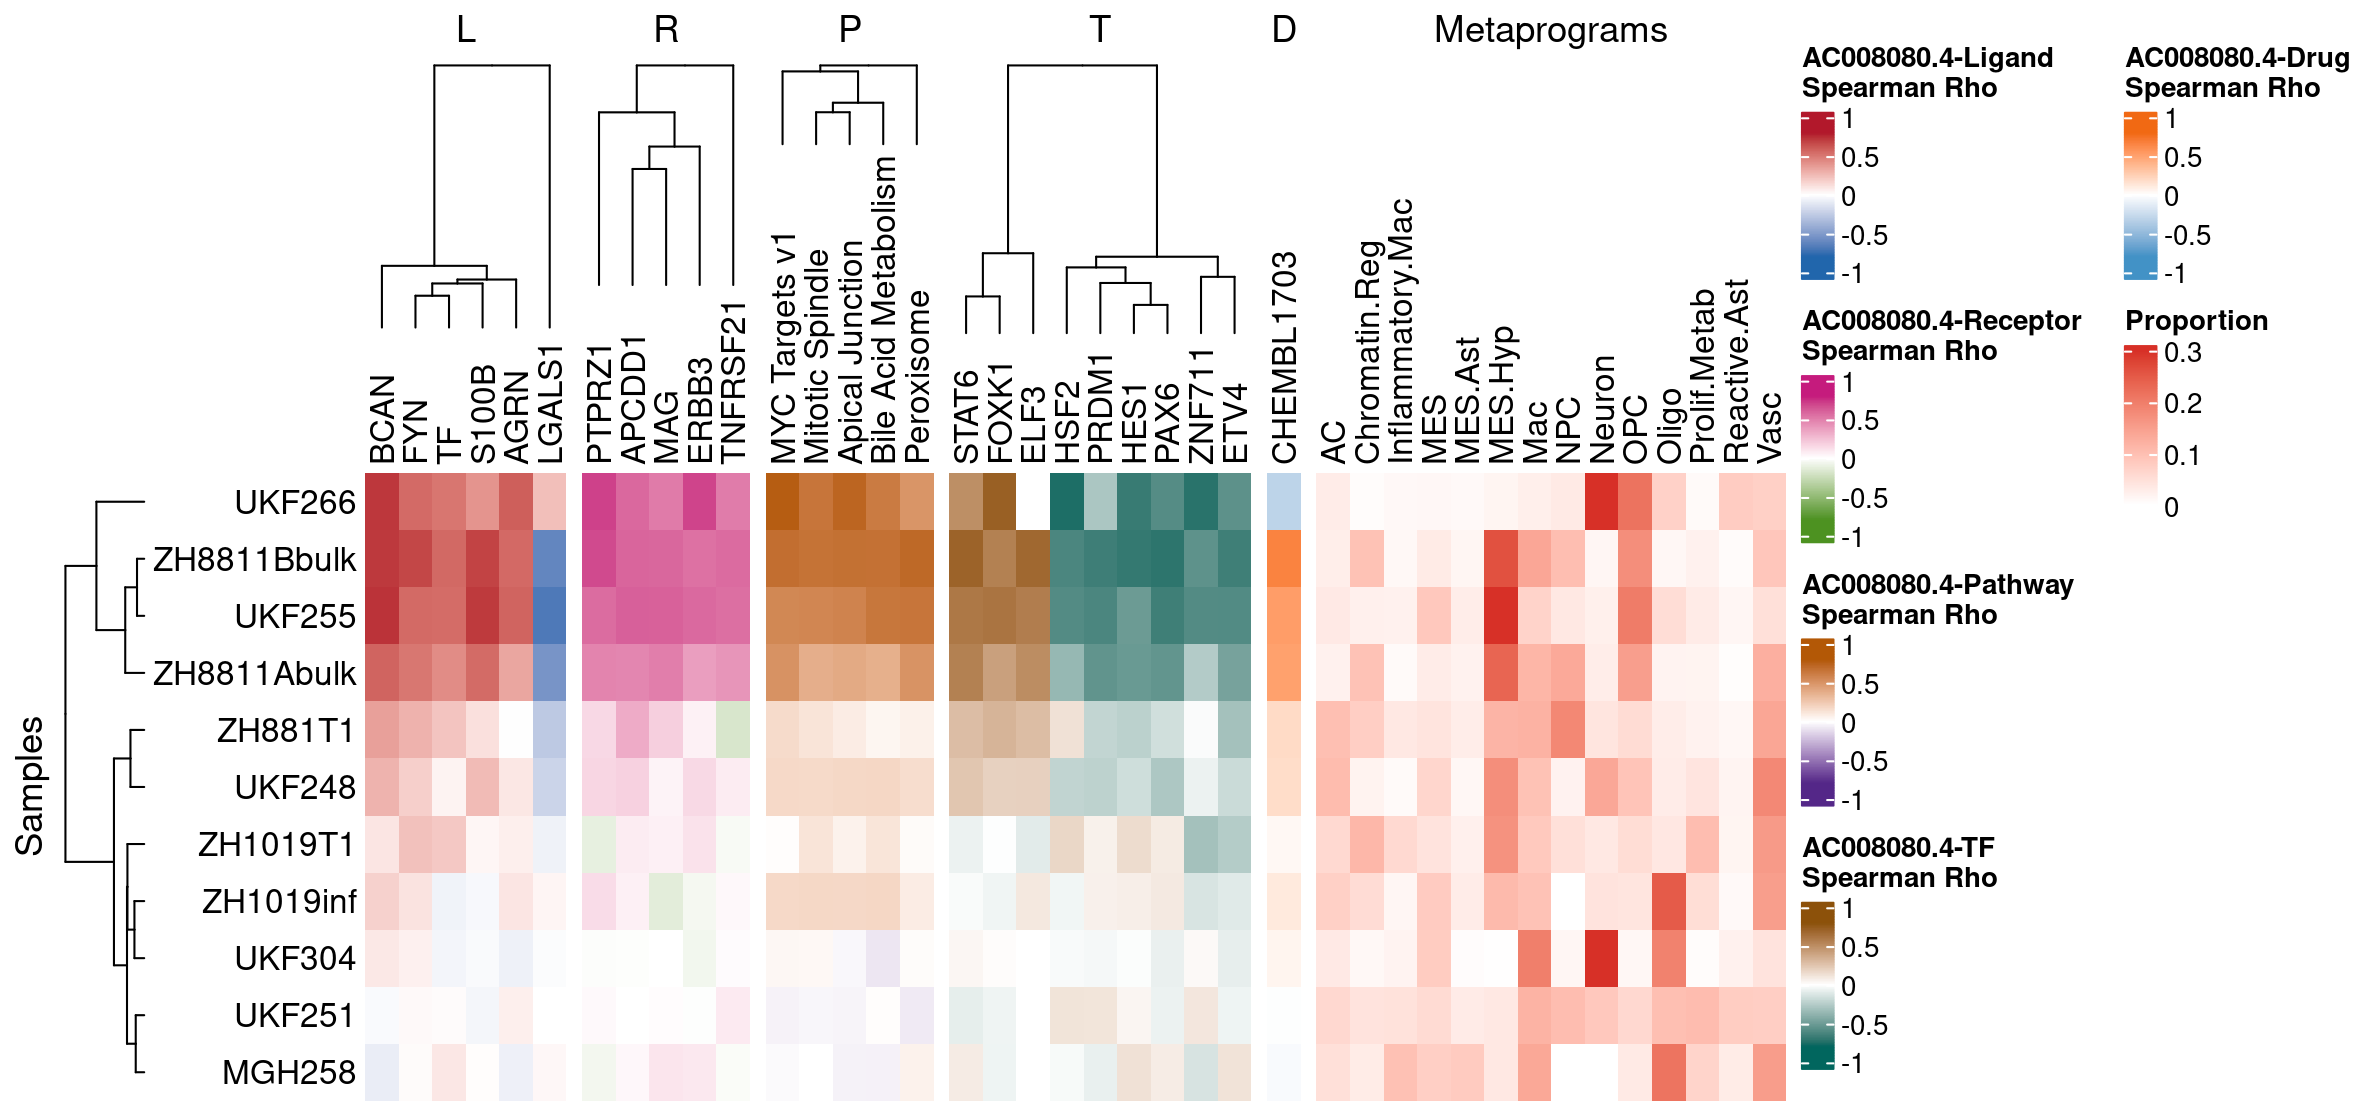 L R P T D Metaprograms
BCAN
FYN
TF
S100B
AGRN
LGALS1
PTPRZ1
APCDD1
MAG
ERBB3
TNFRSF21
MYC Targets v1
Mitotic Spindle
Apical Junction
Bile Acid Metabolism
Peroxisome
STAT6
FOXK1
ELF3
HSF2
PRDM1
HES1
PAX6
ZNF711
ETV4
CHEMBL1703
AC
Chromatin.Reg
Inflammatory.Mac
MES
MES.Ast
MES.Hyp
Mac
NPC
Neuron
OPC
Oligo
Prolif.Metab
Reactive.Ast
Vasc
Samples
UKF266
ZH8811Bbulk
UKF255
ZH8811Abulk
ZH881T1
UKF248
ZH1019T1
ZH1019inf
UKF304
UKF251
MGH258
AC008080.4-Ligand
Spearman Rho
1
0.5
0
-0.5
-1
AC008080.4-Receptor
Spearman Rho
1
0.5
0
-0.5
-1
AC008080.4-Pathway
Spearman Rho
1
0.5
0
-0.5
-1
AC008080.4-TF
Spearman Rho
1
0.5
0
-0.5
-1
AC008080.4-Drug
Spearman Rho
1
0.5
0
-0.5
-1
Proportion
0.3
0.2
0.1
0